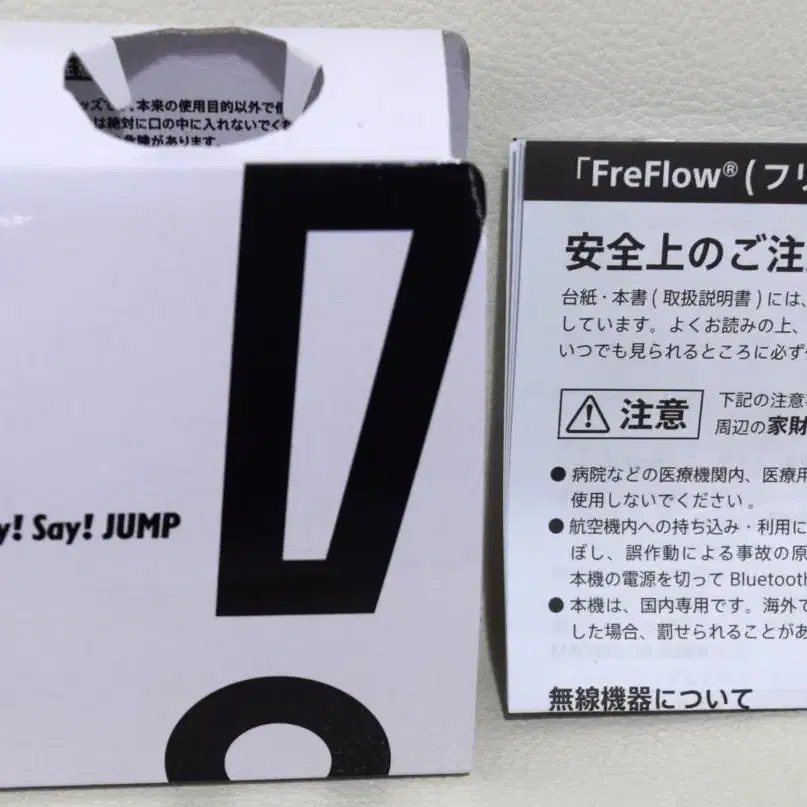 ッズです、本来の使用目的以外で使
は絶対に口の中に入れないでくだ
危険があります。
y! Say! JUMP
「FreFlow®(フリ
安全上のご注
台紙・本書(取扱説明書)には、
しています。よくお読みの上、
いつでも見られるところに必ず
注意
下記の注意
周辺の家財
● 病院などの医療機関内、医療用
使用しないでください。
● 航空機内への持ち込み・利用に
ぼし、誤作動による事故の原
本機の電源を切って Bluetooth
● 本機は、国内専用です。海外で
した場合、罰せられることがあ
無線機器について